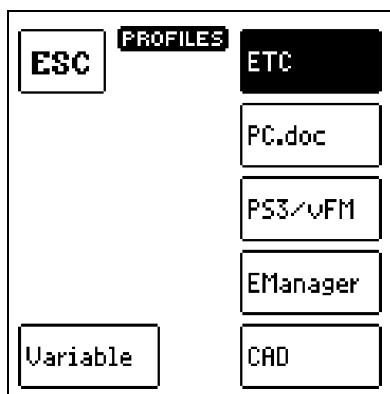 ESC
PROFILES
ETC
PC.doc
PS3/vFM
EManager
Variable
CAD